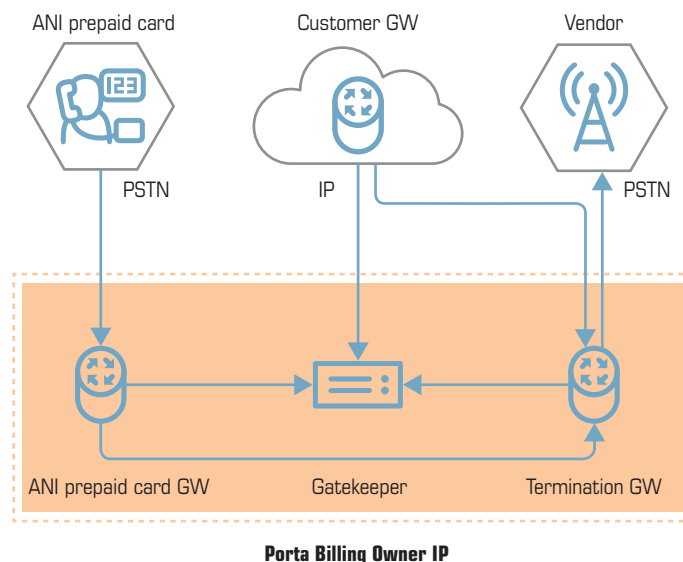 ANI prepaid card
Customer GW
Vendor
123
PSTN
IP
PSTN
ANI prepaid card GW
Gatekeeper
Termination GW
Porta Billing Owner IP